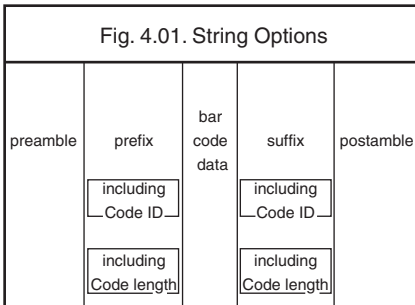 Fig. 4.01. String Options
preamble
prefix
bar
code
data
suffix
postamble
including
Code ID
including
Code ID
including
Code length
including
Code length